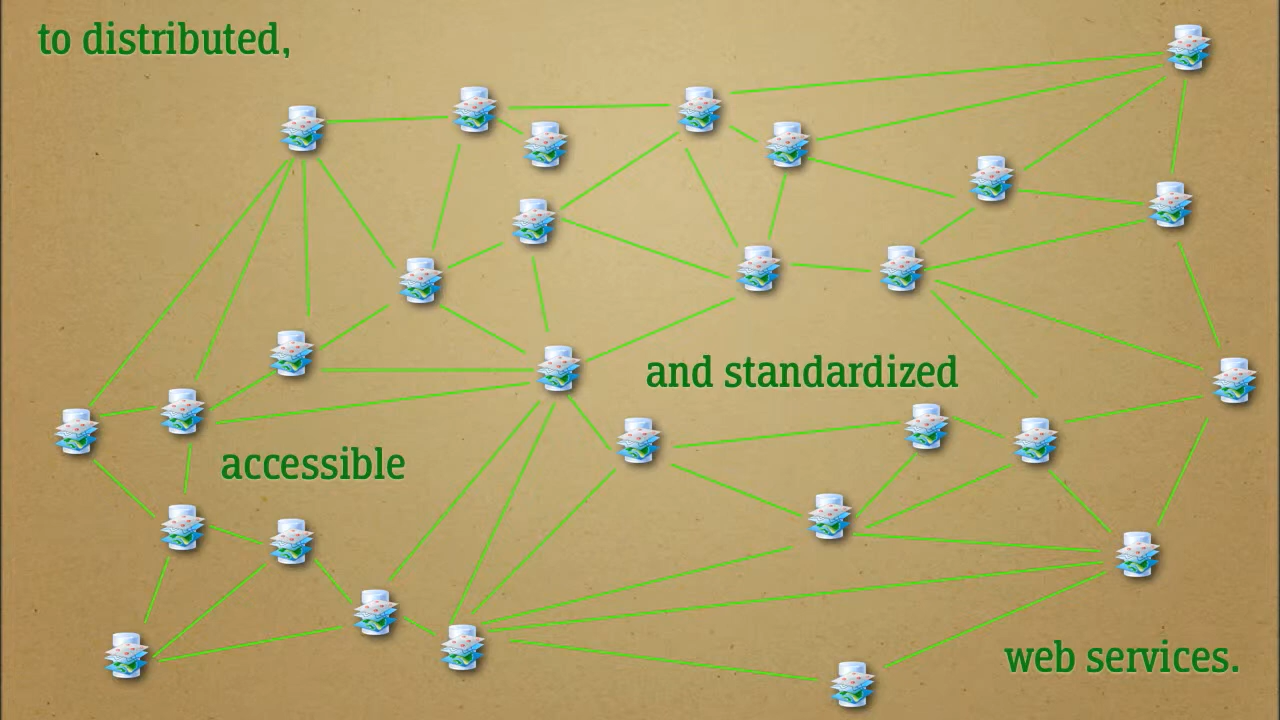 to distributed,
and standardized
accessible
web services.